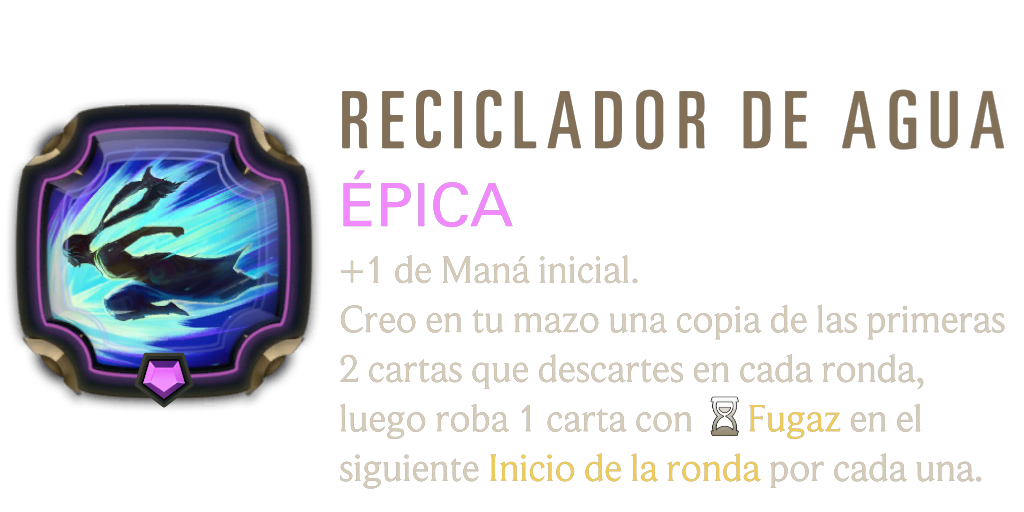 RECICLADOR DE AGUA
ÉPICA
+1 de Maná inicial.
Creo en tu mazo una copia de las primeras
2 cartas que descartes en cada ronda,
luego roba 1 carta con Fugaz en el
siguiente Inicio de la ronda por cada una.